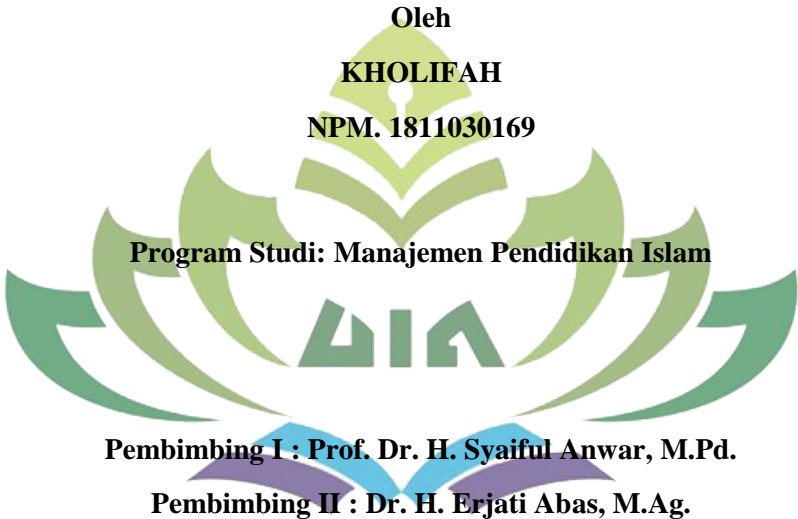 Oleh
KHOLIFAH
NPM. 1811030169
Program Studi: Manajemen Pendidikan Islam
UIN
Pembimbing I : Prof. Dr. H. Syaiful Anwar, M.Pd.
Pembimbing II : Dr. H. Erjati Abas, M.Ag.